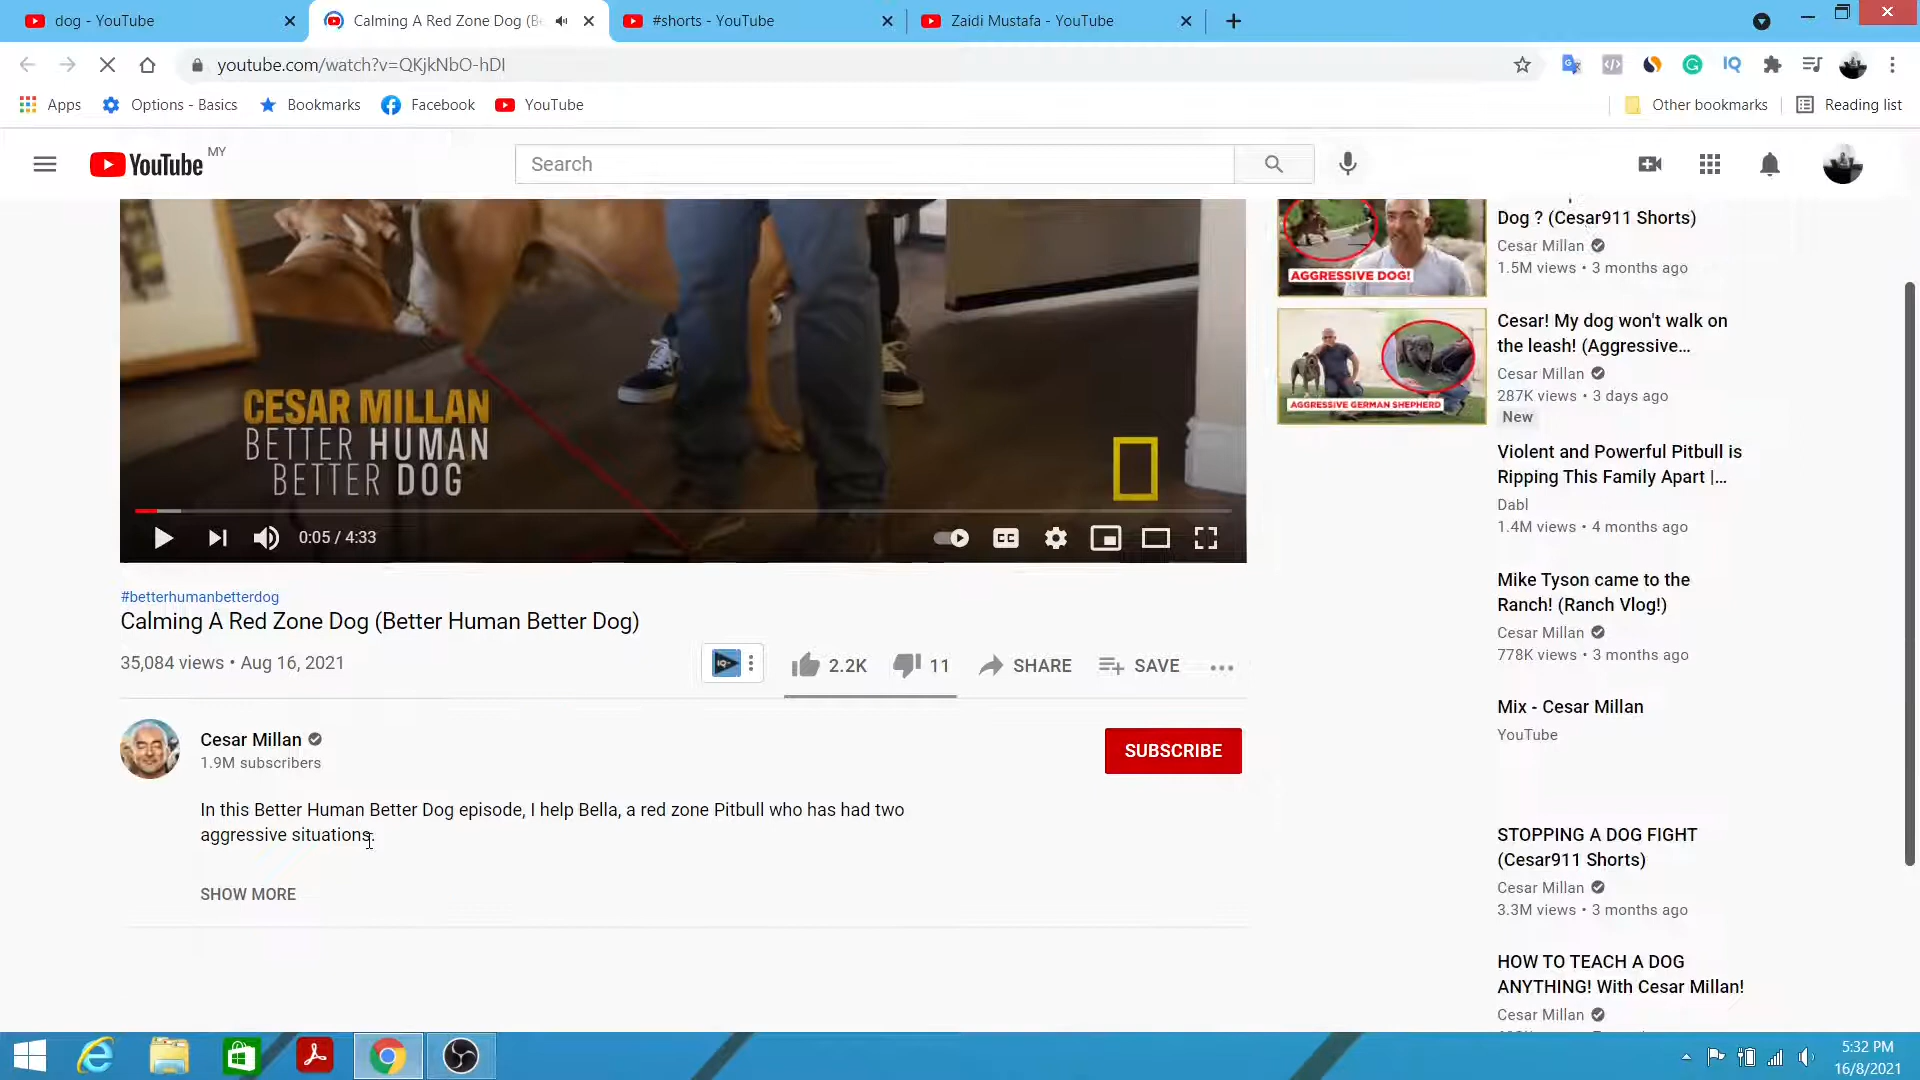 dog - YouTube
Calming A Red Zone Dog (Be
#shorts - YouTube
Zaidi Mustafa - YouTube
youtube.com/watch?v=QKjkNbO-hDI
Apps
Options - Basics
Bookmarks
Facebook
YouTube
Other bookmarks
Reading list
YouTube MY
Search
CESAR MILLAN
BETTER HUMAN
BETTER DOG
0:05 / 4:33
CC
#betterhumanbetterdog
Calming A Red Zone Dog (Better Human Better Dog)
35,084 views • Aug 16, 2021
IQ
2.2K
11
SHARE
SAVE
Cesar Millan
1.9M subscribers
SUBSCRIBE
In this Better Human Better Dog episode, I help Bella, a red zone Pitbull who has had two
aggressive situations.
SHOW MORE
AGGRESSIVE DOG!
Dog ? (Cesar911 Shorts)
Cesar Millan
1.5M views • 3 months ago
AGGRESSIVE GERMAN SHEPHERD
Cesar! My dog won't walk on
the leash! (Aggressive...
Cesar Millan
287K views • 3 days ago
New
Violent and Powerful Pitbull is
Ripping This Family Apart |...
Dabl
1.4M views • 4 months ago
Mike Tyson came to the
Ranch! (Ranch Vlog!)
Cesar Millan
778K views • 3 months ago
Mix - Cesar Millan
YouTube
STOPPING A DOG FIGHT
(Cesar911 Shorts)
Cesar Millan
3.3M views • 3 months ago
HOW TO TEACH A DOG
ANYTHING! With Cesar Millan!
Cesar Millan
5:32 PM
16/8/2021